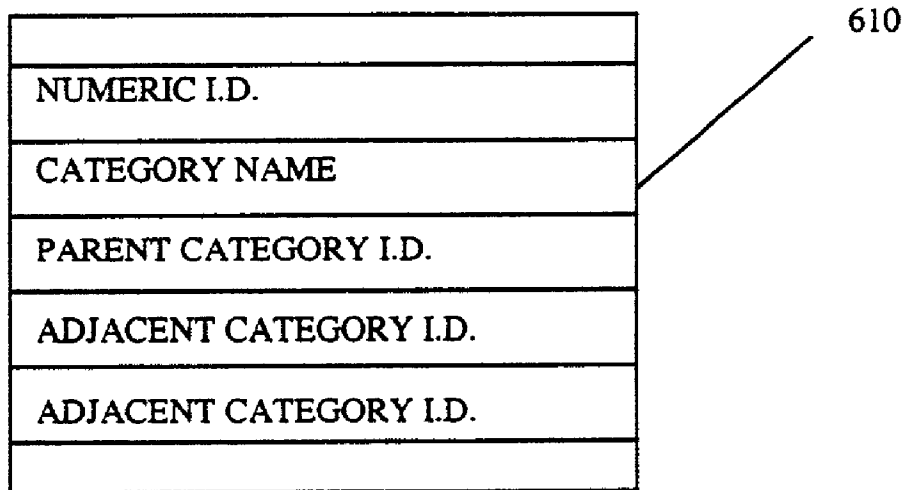 610
NUMERIC I.D.
CATEGORY NAME
PARENT CATEGORY I.D.
ADJACENT CATEGORY I.D.
ADJACENT CATEGORY I.D.